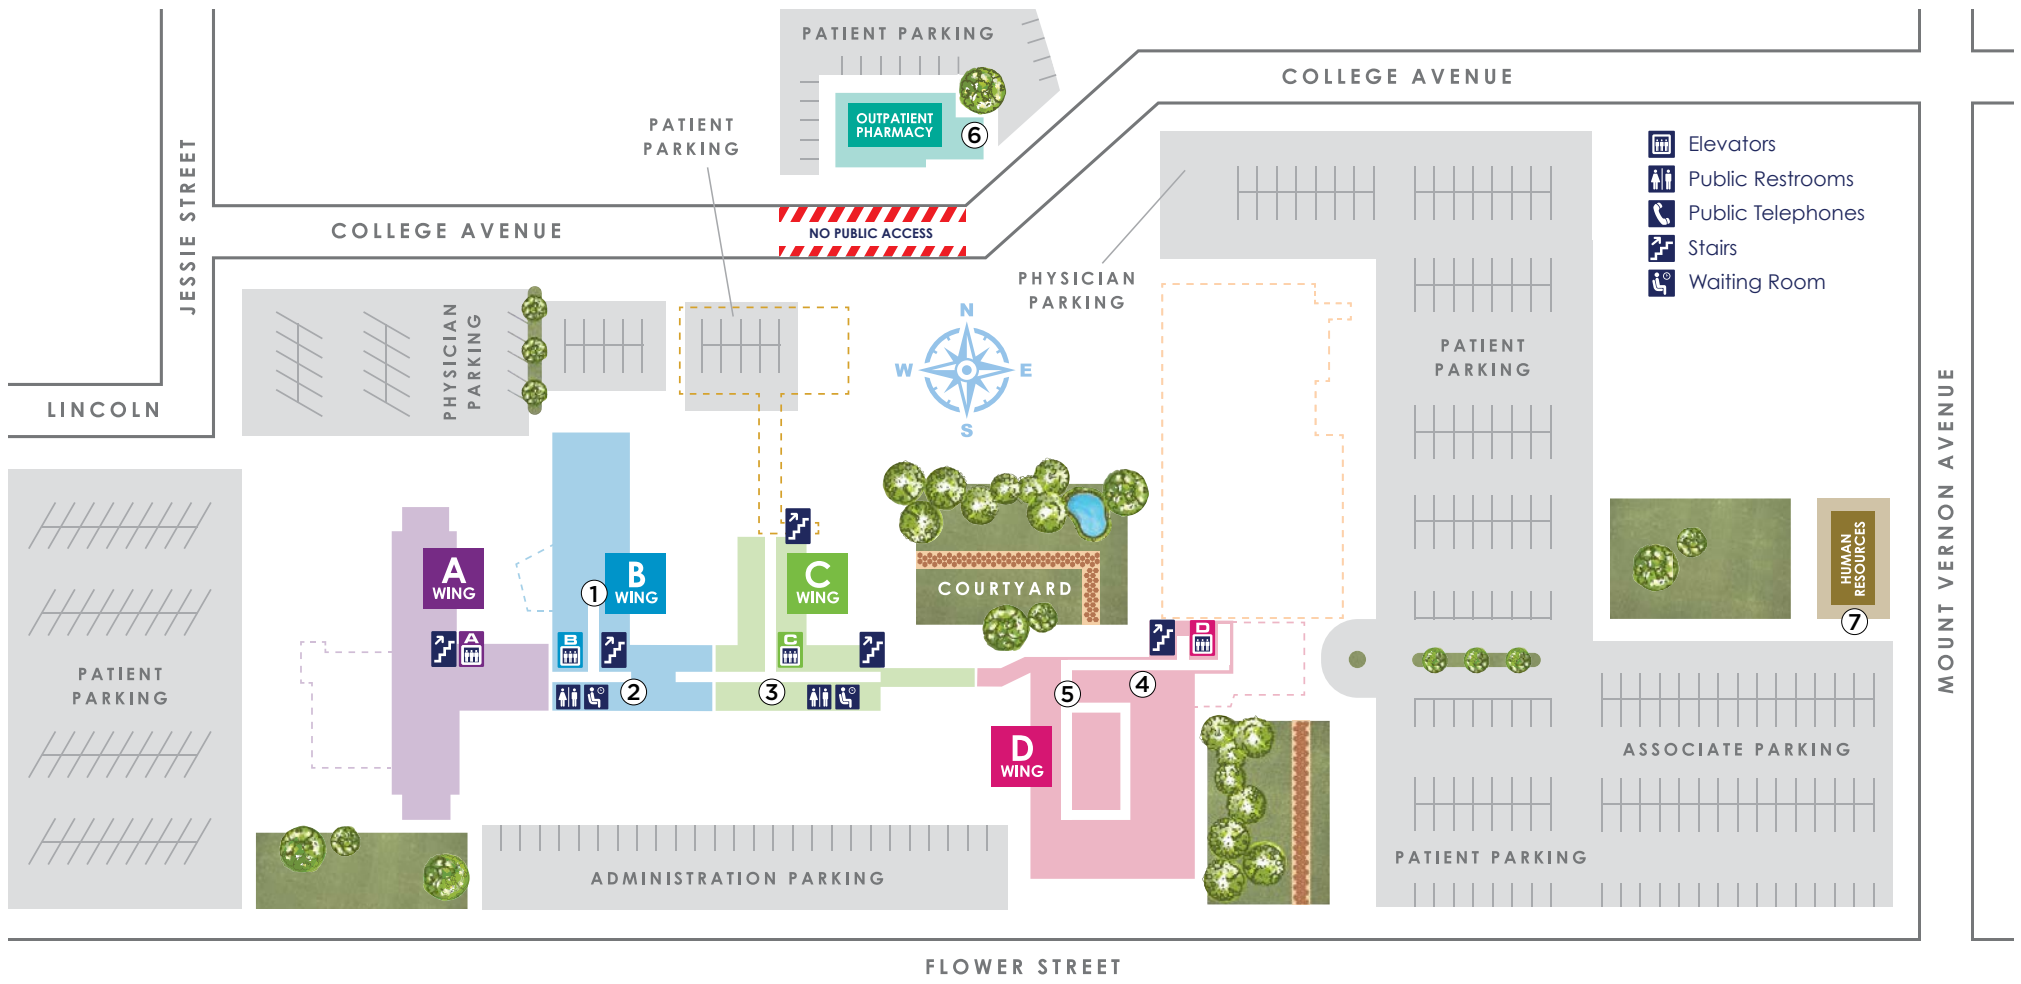 PATIENT PARKING
COLLEGE AVENUE
OUTPATIENT
PHARMACY
6
PATIENT
PARKING
JESSIE STREET
Elevators
Public Restrooms
Public Telephones
Stairs
Waiting Room
COLLEGE AVENUE
NO PUBLIC ACCESS
PHYSICIAN
PARKING
PHYSICIAN
PARKING
N
W
E
S
PATIENT
PARKING
LINCOLN
MOUNT VERNON AVENUE
A
WING
B
WING
C
WING
1
COURTYARD
HUMAN
RESOURCES
7
A
B
C
D
2
3
4
5
PATIENT
PARKING
D
WING
ASSOCIATE PARKING
ADMINISTRATION PARKING
PATIENT PARKING
FLOWER STREET